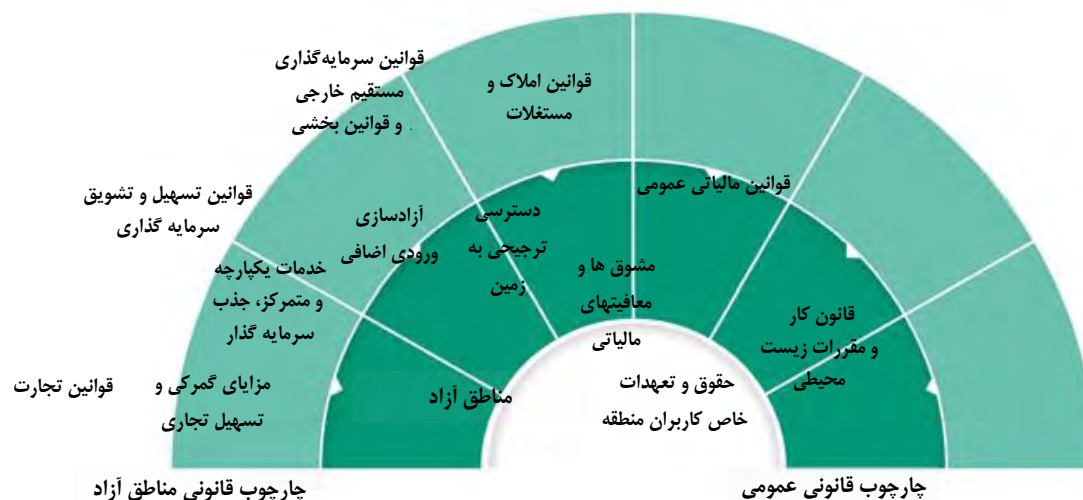 قوانین سرمایه‌گذاری
مستقیم خارجی
و قوانین بخشی .
قوانین املاک و
مستغلات
قوانین تسهیل و تشویق
سرمایه گذاری
آزادسازی
ورودی اضافی
دسترسی
ترجیحی به
زمین
قوانین مالیاتی عمومی
خدمات یکپارچه
و متمرکز، جذب
سرمایه گذار
مشوق ها و
معافیتهای
مالیاتی
قانون کار
و مقررات زیست
محیطی
قوانین تجارت
مزایای گمرکی و
تسهیل تجاری
مناطق آزاد
حقوق و تعهدات
خاص کاربران منطقه
چارچوب قانونی عمومی
چارچوب قانونی مناطق آزاد